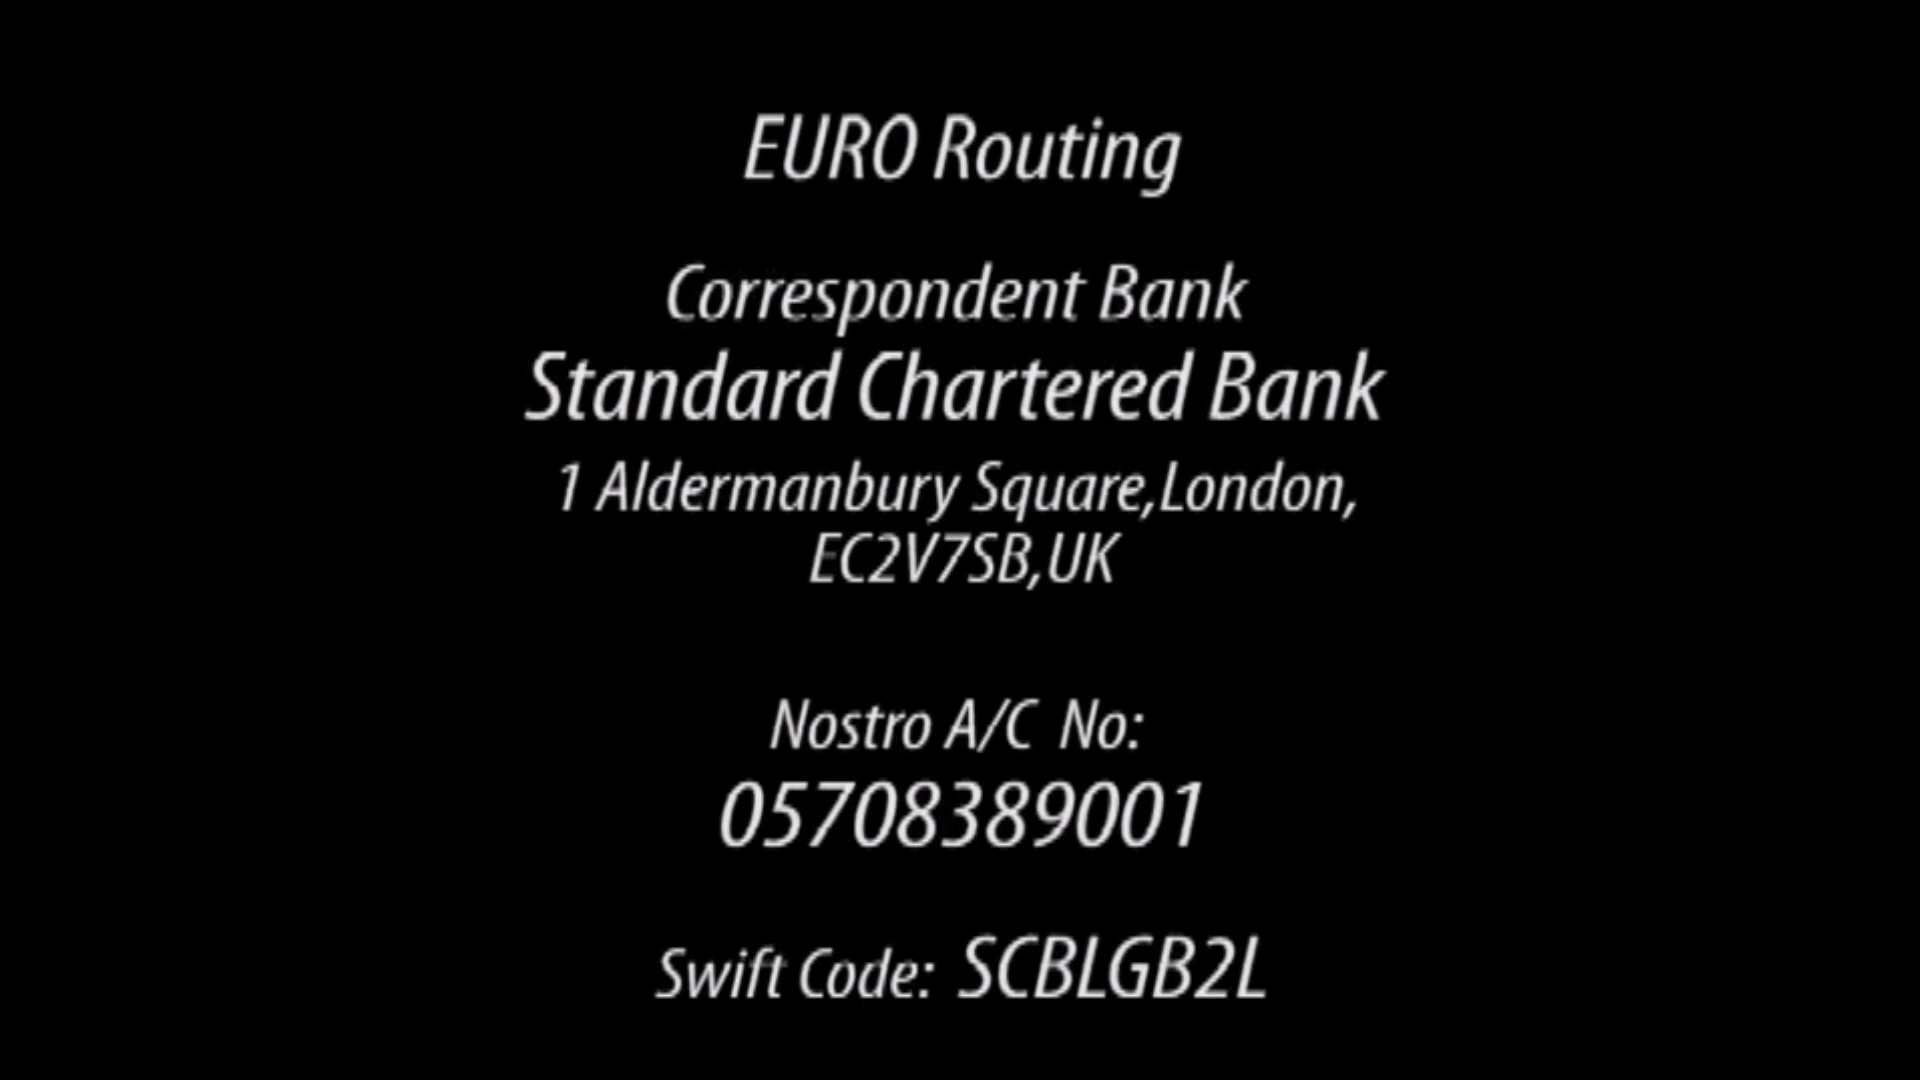 EURO Routing
Correspondent Bank
Standard Chartered Bank
1 Aldermanbury Square,London,
EC2V7SB,UK
Nostro A/C  No:
05708389001
Swift Code:  SCBLGB2L